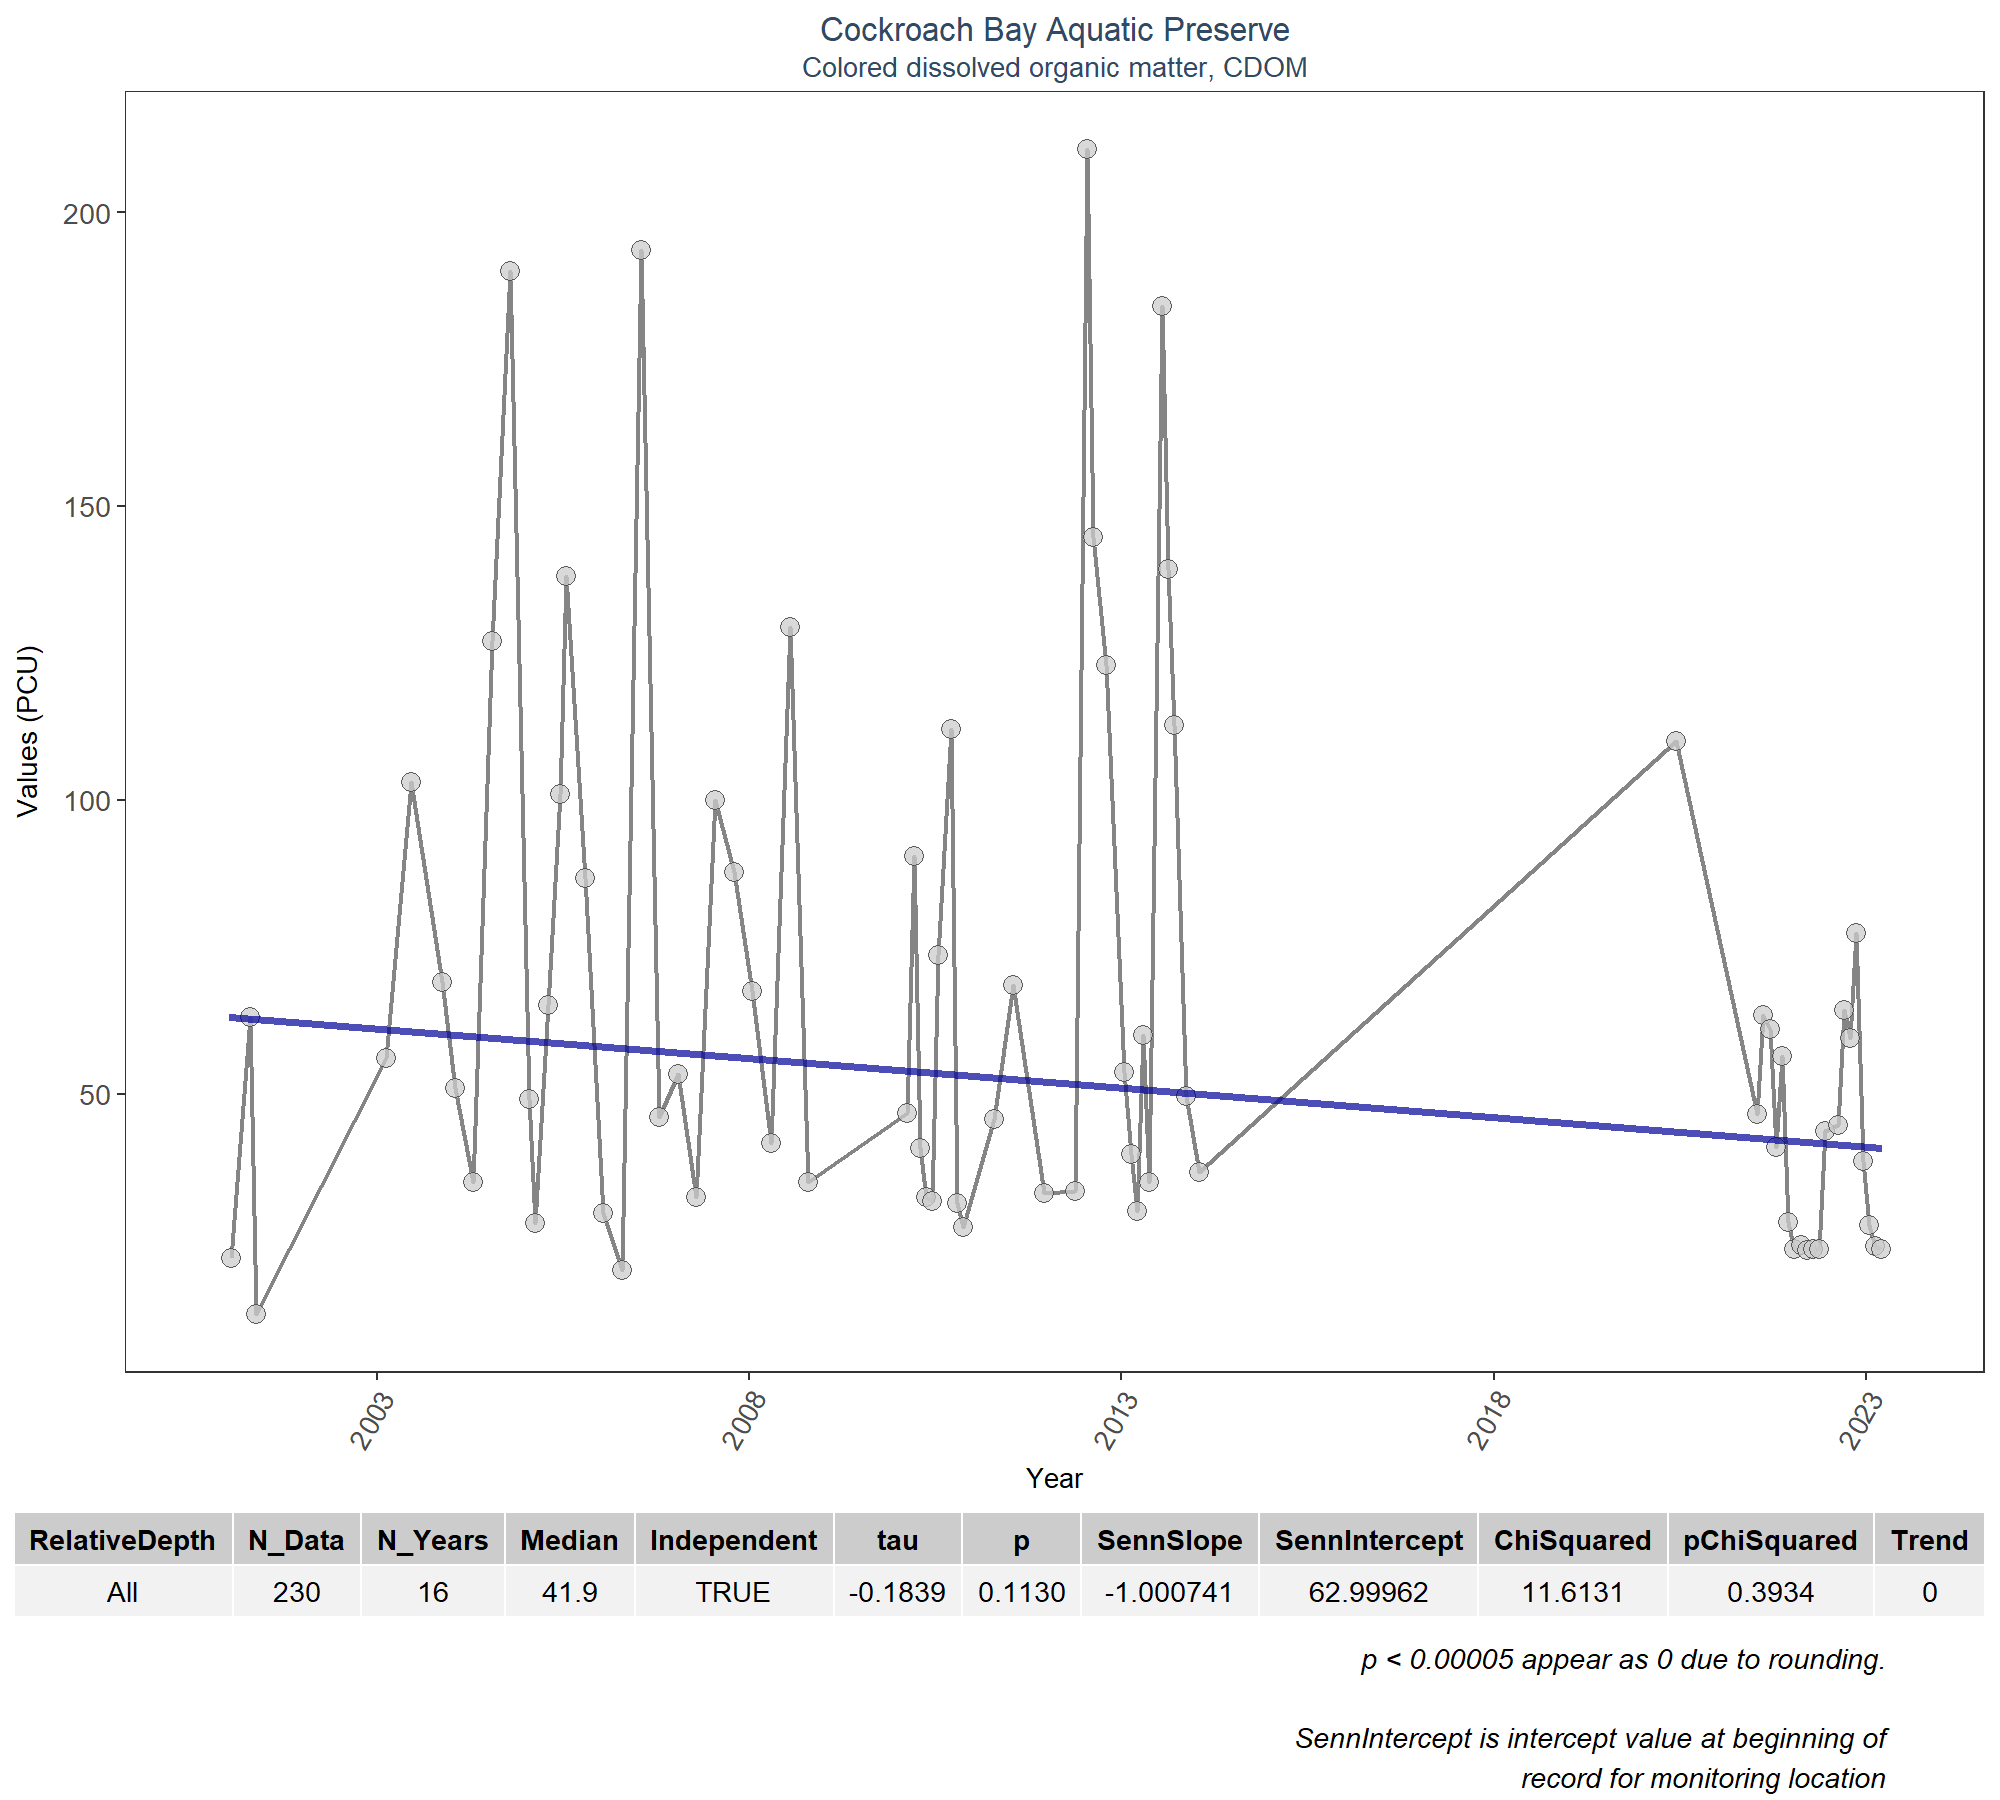 Cockroach Bay Aquatic Preserve
Colored dissolved organic matter, CDOM
Values (PCU)
200
150
100
50
2003
2008
2013
2018
2023
Year
RelativeDepth N_Data N_Years Median Independent tau p SennSlope SennIntercept ChiSquared pChiSquared Trend
All 230 16 41.9 TRUE -0.1839 0.1130 -1.000741 62.99962 11.6131 0.3934 0
p < 0.00005 appear as 0 due to rounding.
SennIntercept is intercept value at beginning of
record for monitoring location